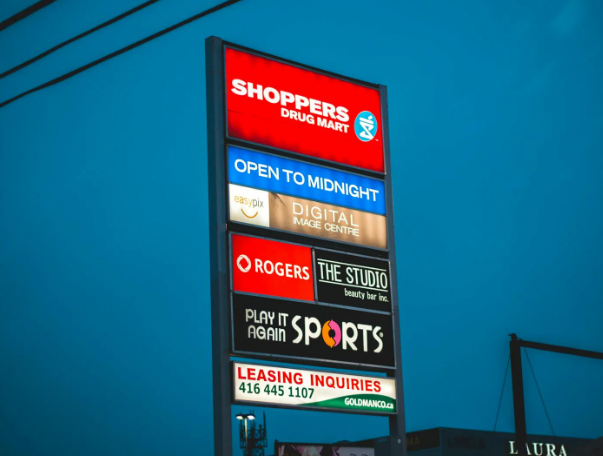 SHOPPERS
DRUG MART
OPEN TO MIDNIGHT
easypix
DIGITAL
IMAGE CENTRE
ROGERS
THE STUDIO
beauty bar inc.
PLAY IT
AGAIN
SPORTS
LEASING INQUIRIES
416 445 1107
GOLDMANCO.ca
LAURA